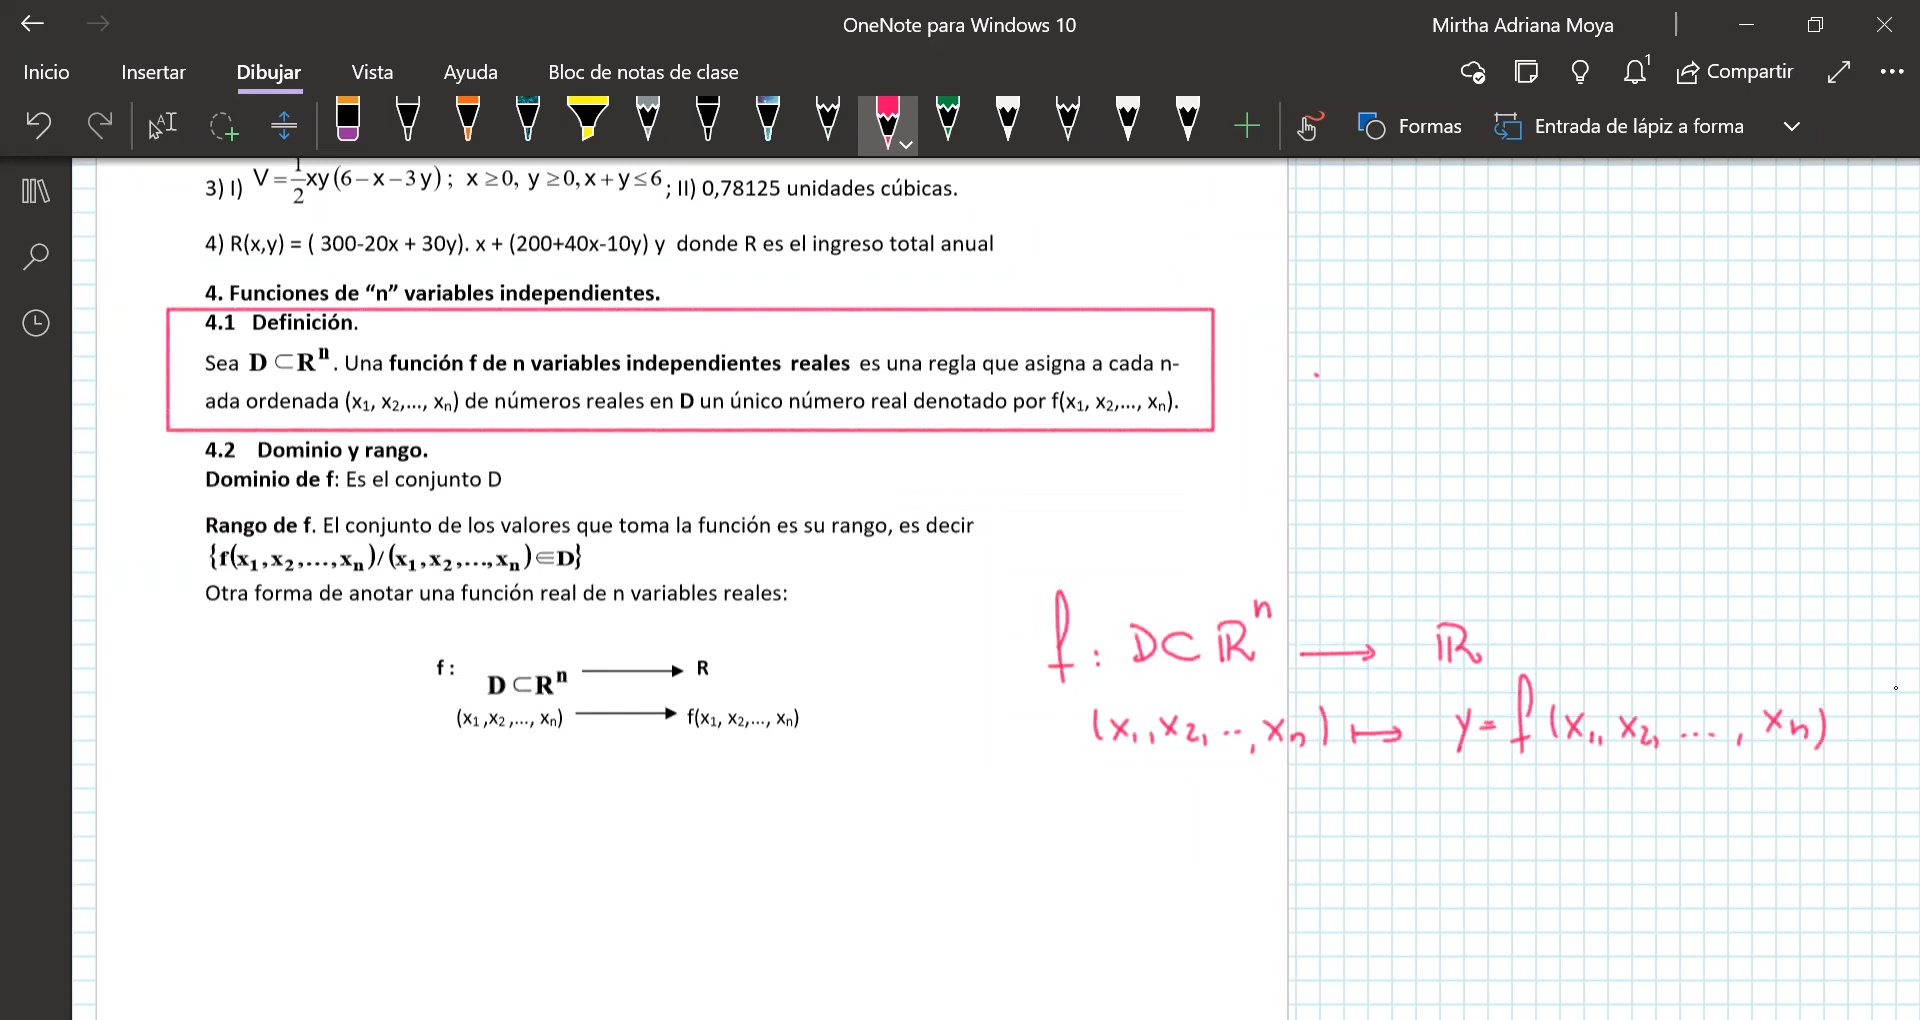 OneNote para Windows 10
Mirtha Adriana Moya
Inicio Insertar Dibujar Vista Ayuda Bloc de notas de clase
1 Compartir
Formas Entrada de lápiz a forma
3) I) V=1/2xy(6−x−3y); x≥0, y≥0,x+y≤6; II) 0,78125 unidades cúbicas.
4) R(x,y) = ( 300-20x + 30y). x + (200+40x-10y) y donde R es el ingreso total anual
4. Funciones de “n” variables independientes.
4.1 Definición.
Sea D⊂Rⁿ. Una función f de n variables independientes reales es una regla que asigna a cada n-
ada ordenada (x₁, x₂,..., xₙ) de números reales en D un único número real denotado por f(x₁, x₂,..., xₙ).
4.2 Dominio y rango.
Dominio de f: Es el conjunto D
Rango de f. El conjunto de los valores que toma la función es su rango, es decir
{f(x₁,x₂,...,xₙ)/(x₁,x₂,...,xₙ)∈D}
Otra forma de anotar una función real de n variables reales:
f : D⊂Rⁿ ⟶ R
(x₁ ,x₂ ,..., xₙ) ⟶ f(x₁, x₂,..., xₙ)
f : D⊂ℝⁿ ⟶ ℝ
(x₁, x₂, .., xₙ) ⟼ y = f(x₁, x₂, ..., xₙ)